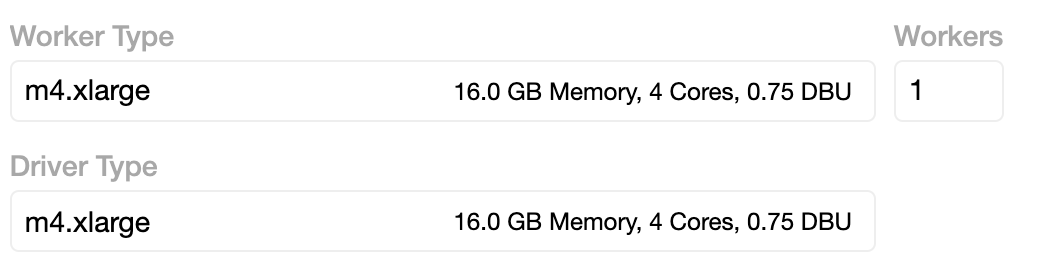 Worker Type Workers
m4.xlarge 16.0 GB Memory, 4 Cores, 0.75 DBU 1
Driver Type
m4.xlarge 16.0 GB Memory, 4 Cores, 0.75 DBU